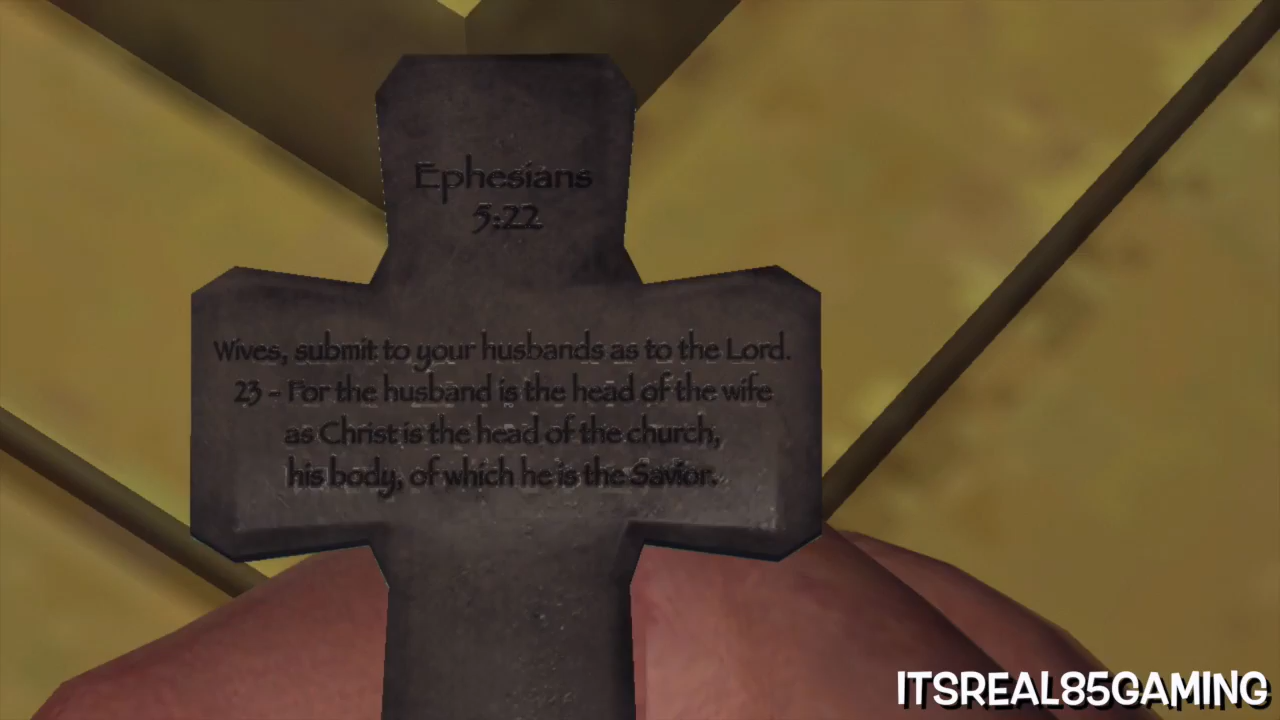 Ephesians
5:22
Wives, submit to your husbands as to the Lord.
23 - For the husband is the head of the wife
as Christ is the head of the church,
his body, of which he is the Savior.
ITSREAL85GAMING